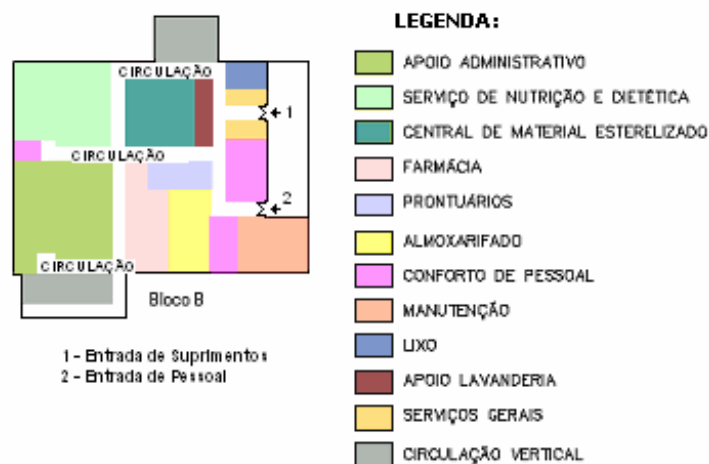 LEGENDA:
CIRCULAÇÃO
1
CIRCULAÇÃO
2
CIRCULAÇÃO
Bloco B
1 - Entrada de Suprimentos
2 - Entrada de Pessoal
APOIO ADMINISTRATIVO
SERVIÇO DE NUTRIÇÃO E DIETÉTICA
CENTRAL DE MATERIAL ESTERELIZADO
FARMÁCIA
PRONTUÁRIOS
ALMOXARIFADO
CONFORTO DE PESSOAL
MANUTENÇÃO
LIXO
APOIO LAVANDERIA
SERVIÇOS GERAIS
CIRCULAÇÃO VERTICAL